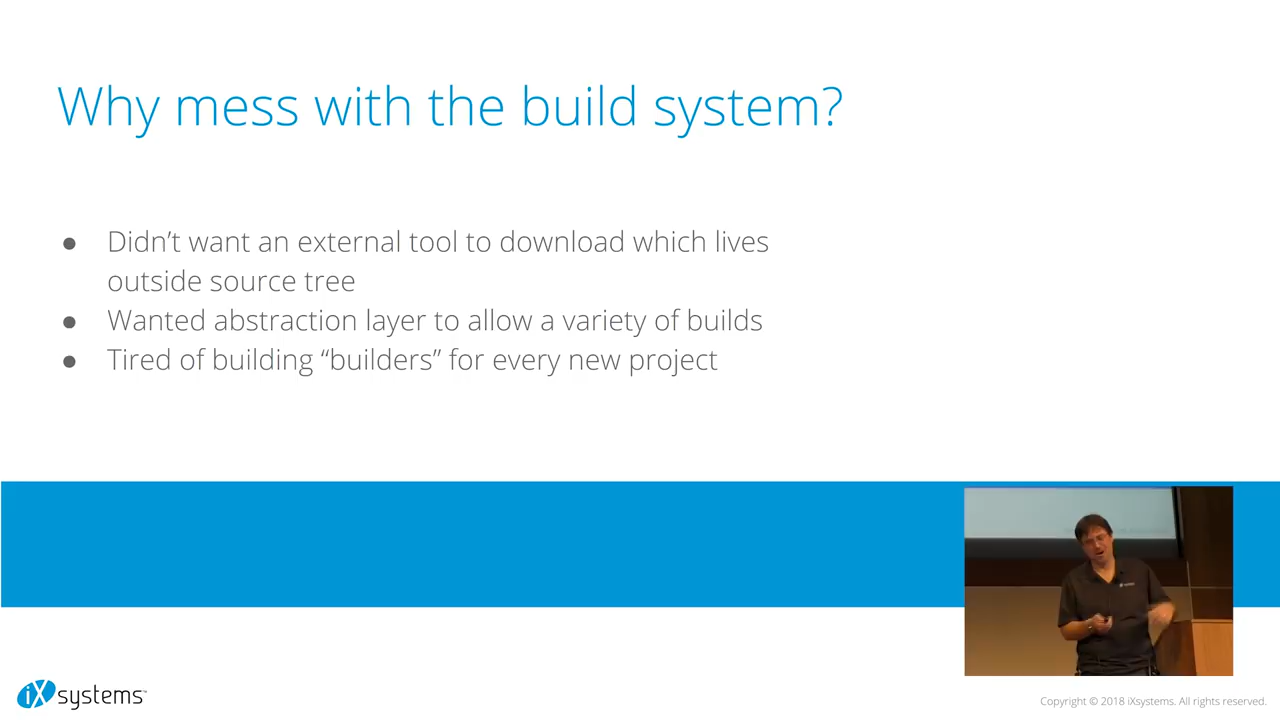 Why mess with the build system?
● Didn’t want an external tool to download which lives
outside source tree
● Wanted abstraction layer to allow a variety of builds
● Tired of building “builders” for every new project
iXsystems™
Copyright © 2018 iXsystems. All rights reserved.